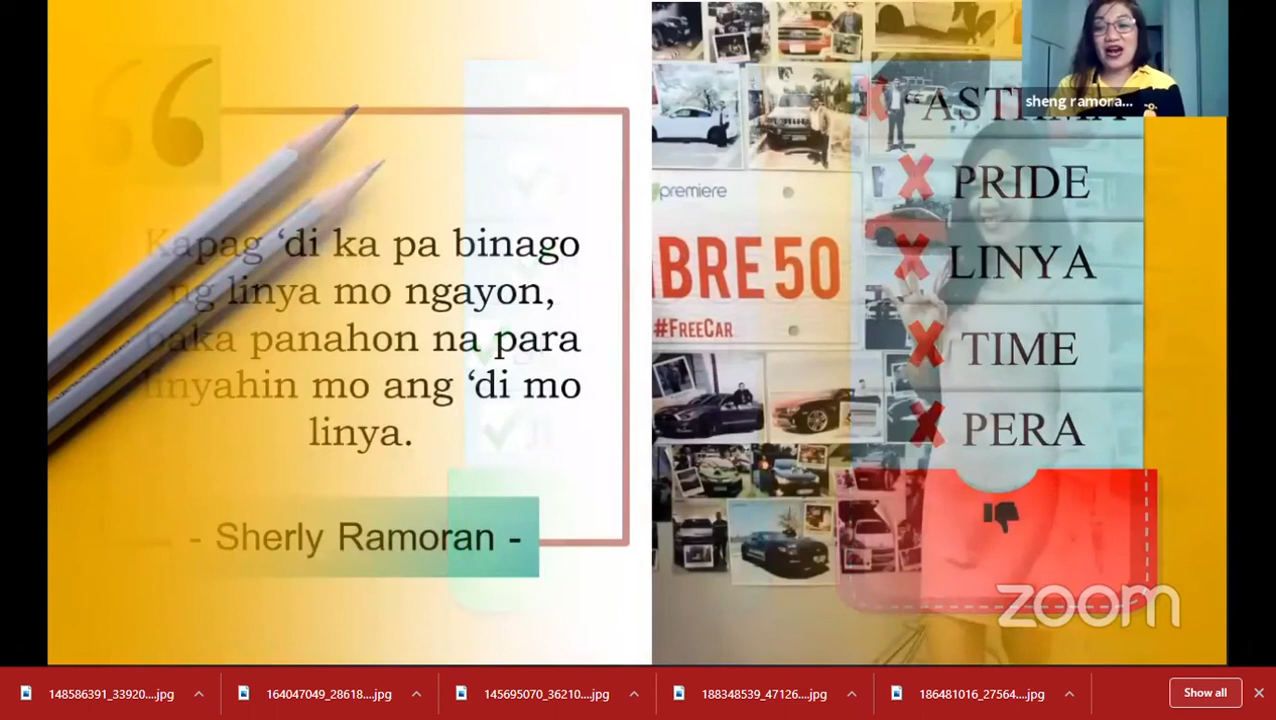 Kapag ‘di ka pa binago
ng linya mo ngayon,
baka panahon na para
linyahin mo ang ‘di mo
linya.
- Sherly Ramoran -
premiere
BRE 50
#FREECAR
sheng ramora...
“ASTHMA”
PRIDE
LINYA
TIME
PERA
zoom
148586391_33920....jpg
164047049_28618....jpg
145695070_36210....jpg
188348539_47126....jpg
186481016_27564....jpg
Show all